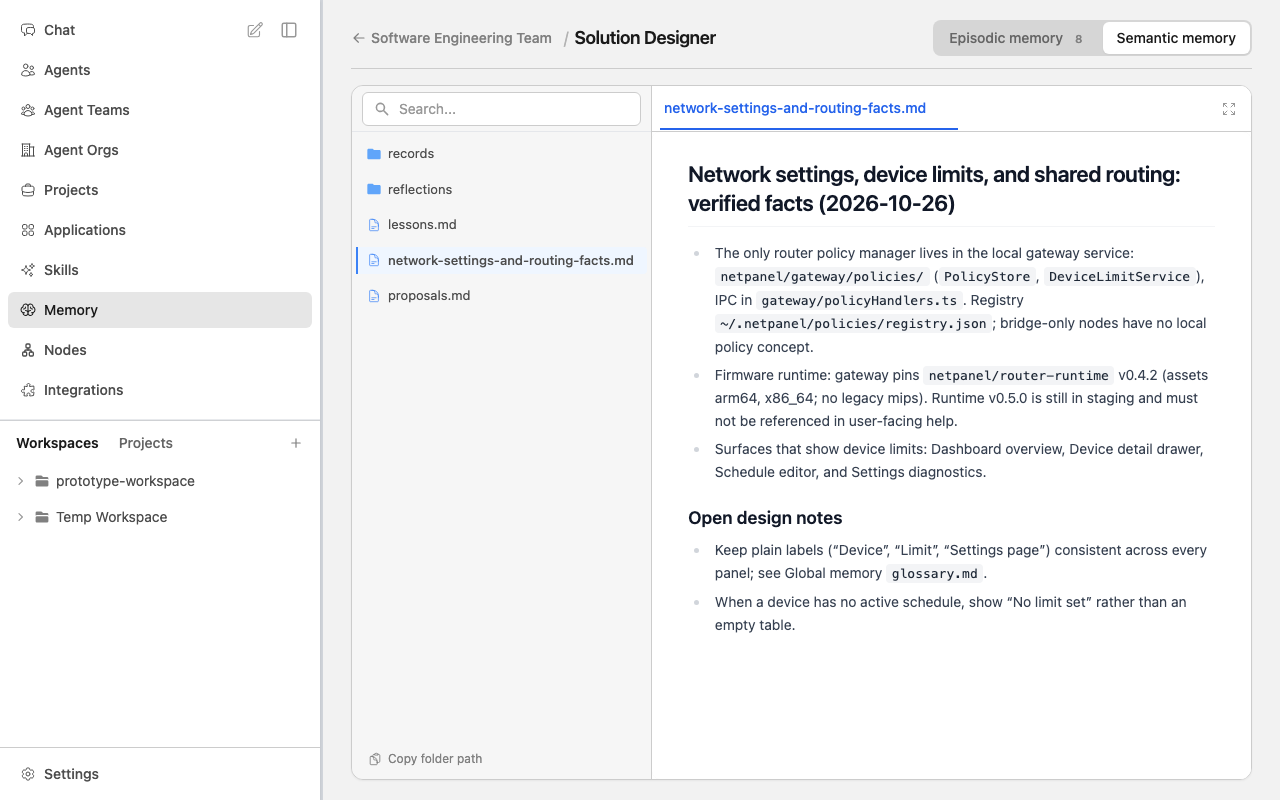 Chat
Agents
Agent Teams
Agent Orgs
Projects
Applications
Skills
Memory
Nodes
Integrations
Workspaces Projects
prototype-workspace
Temp Workspace
Settings
Software Engineering Team / Solution Designer
Episodic memory 8 Semantic memory
Search...
records
reflections
lessons.md
network-settings-and-routing-facts.md
proposals.md
Copy folder path
network-settings-and-routing-facts.md
Network settings, device limits, and shared routing:
verified facts (2026-10-26)
The only router policy manager lives in the local gateway service:
netpanel/gateway/policies/ ( PolicyStore , DeviceLimitService ),
IPC in gateway/policyHandlers.ts . Registry
~/.netpanel/policies/registry.json ; bridge-only nodes have no local
policy concept.
Firmware runtime: gateway pins netpanel/router-runtime v0.4.2 (assets
arm64, x86_64; no legacy mips). Runtime v0.5.0 is still in staging and must
not be referenced in user-facing help.
Surfaces that show device limits: Dashboard overview, Device detail drawer,
Schedule editor, and Settings diagnostics.
Open design notes
Keep plain labels (“Device”, “Limit”, “Settings page”) consistent across every
panel; see Global memory glossary.md .
When a device has no active schedule, show “No limit set” rather than an
empty table.